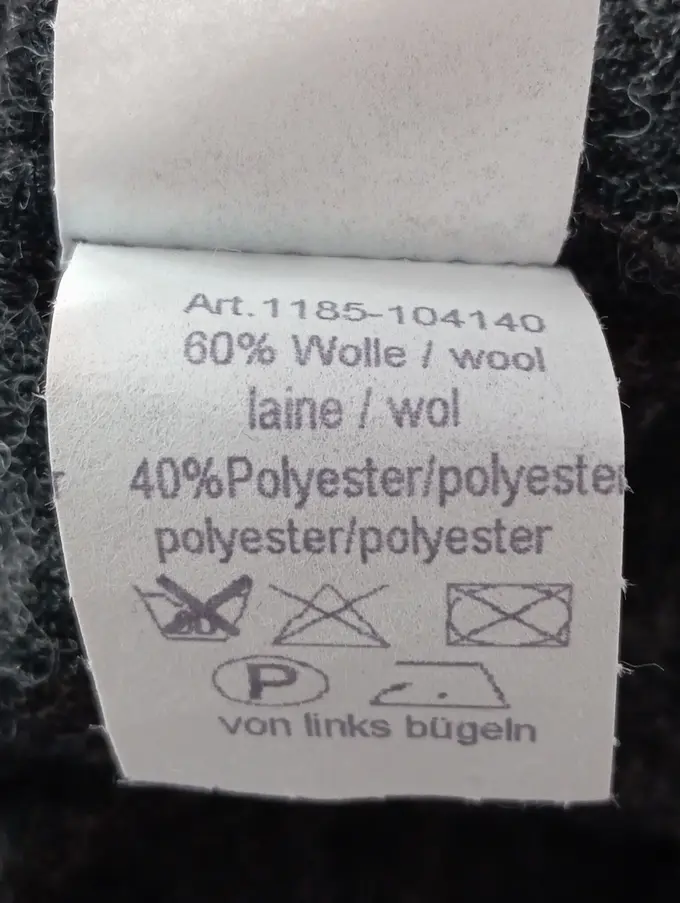 Art.1185-104140
60% Wolle / wool
laine / wol
40%Polyester/polyester
polyester/polyester
P
von links bügeln